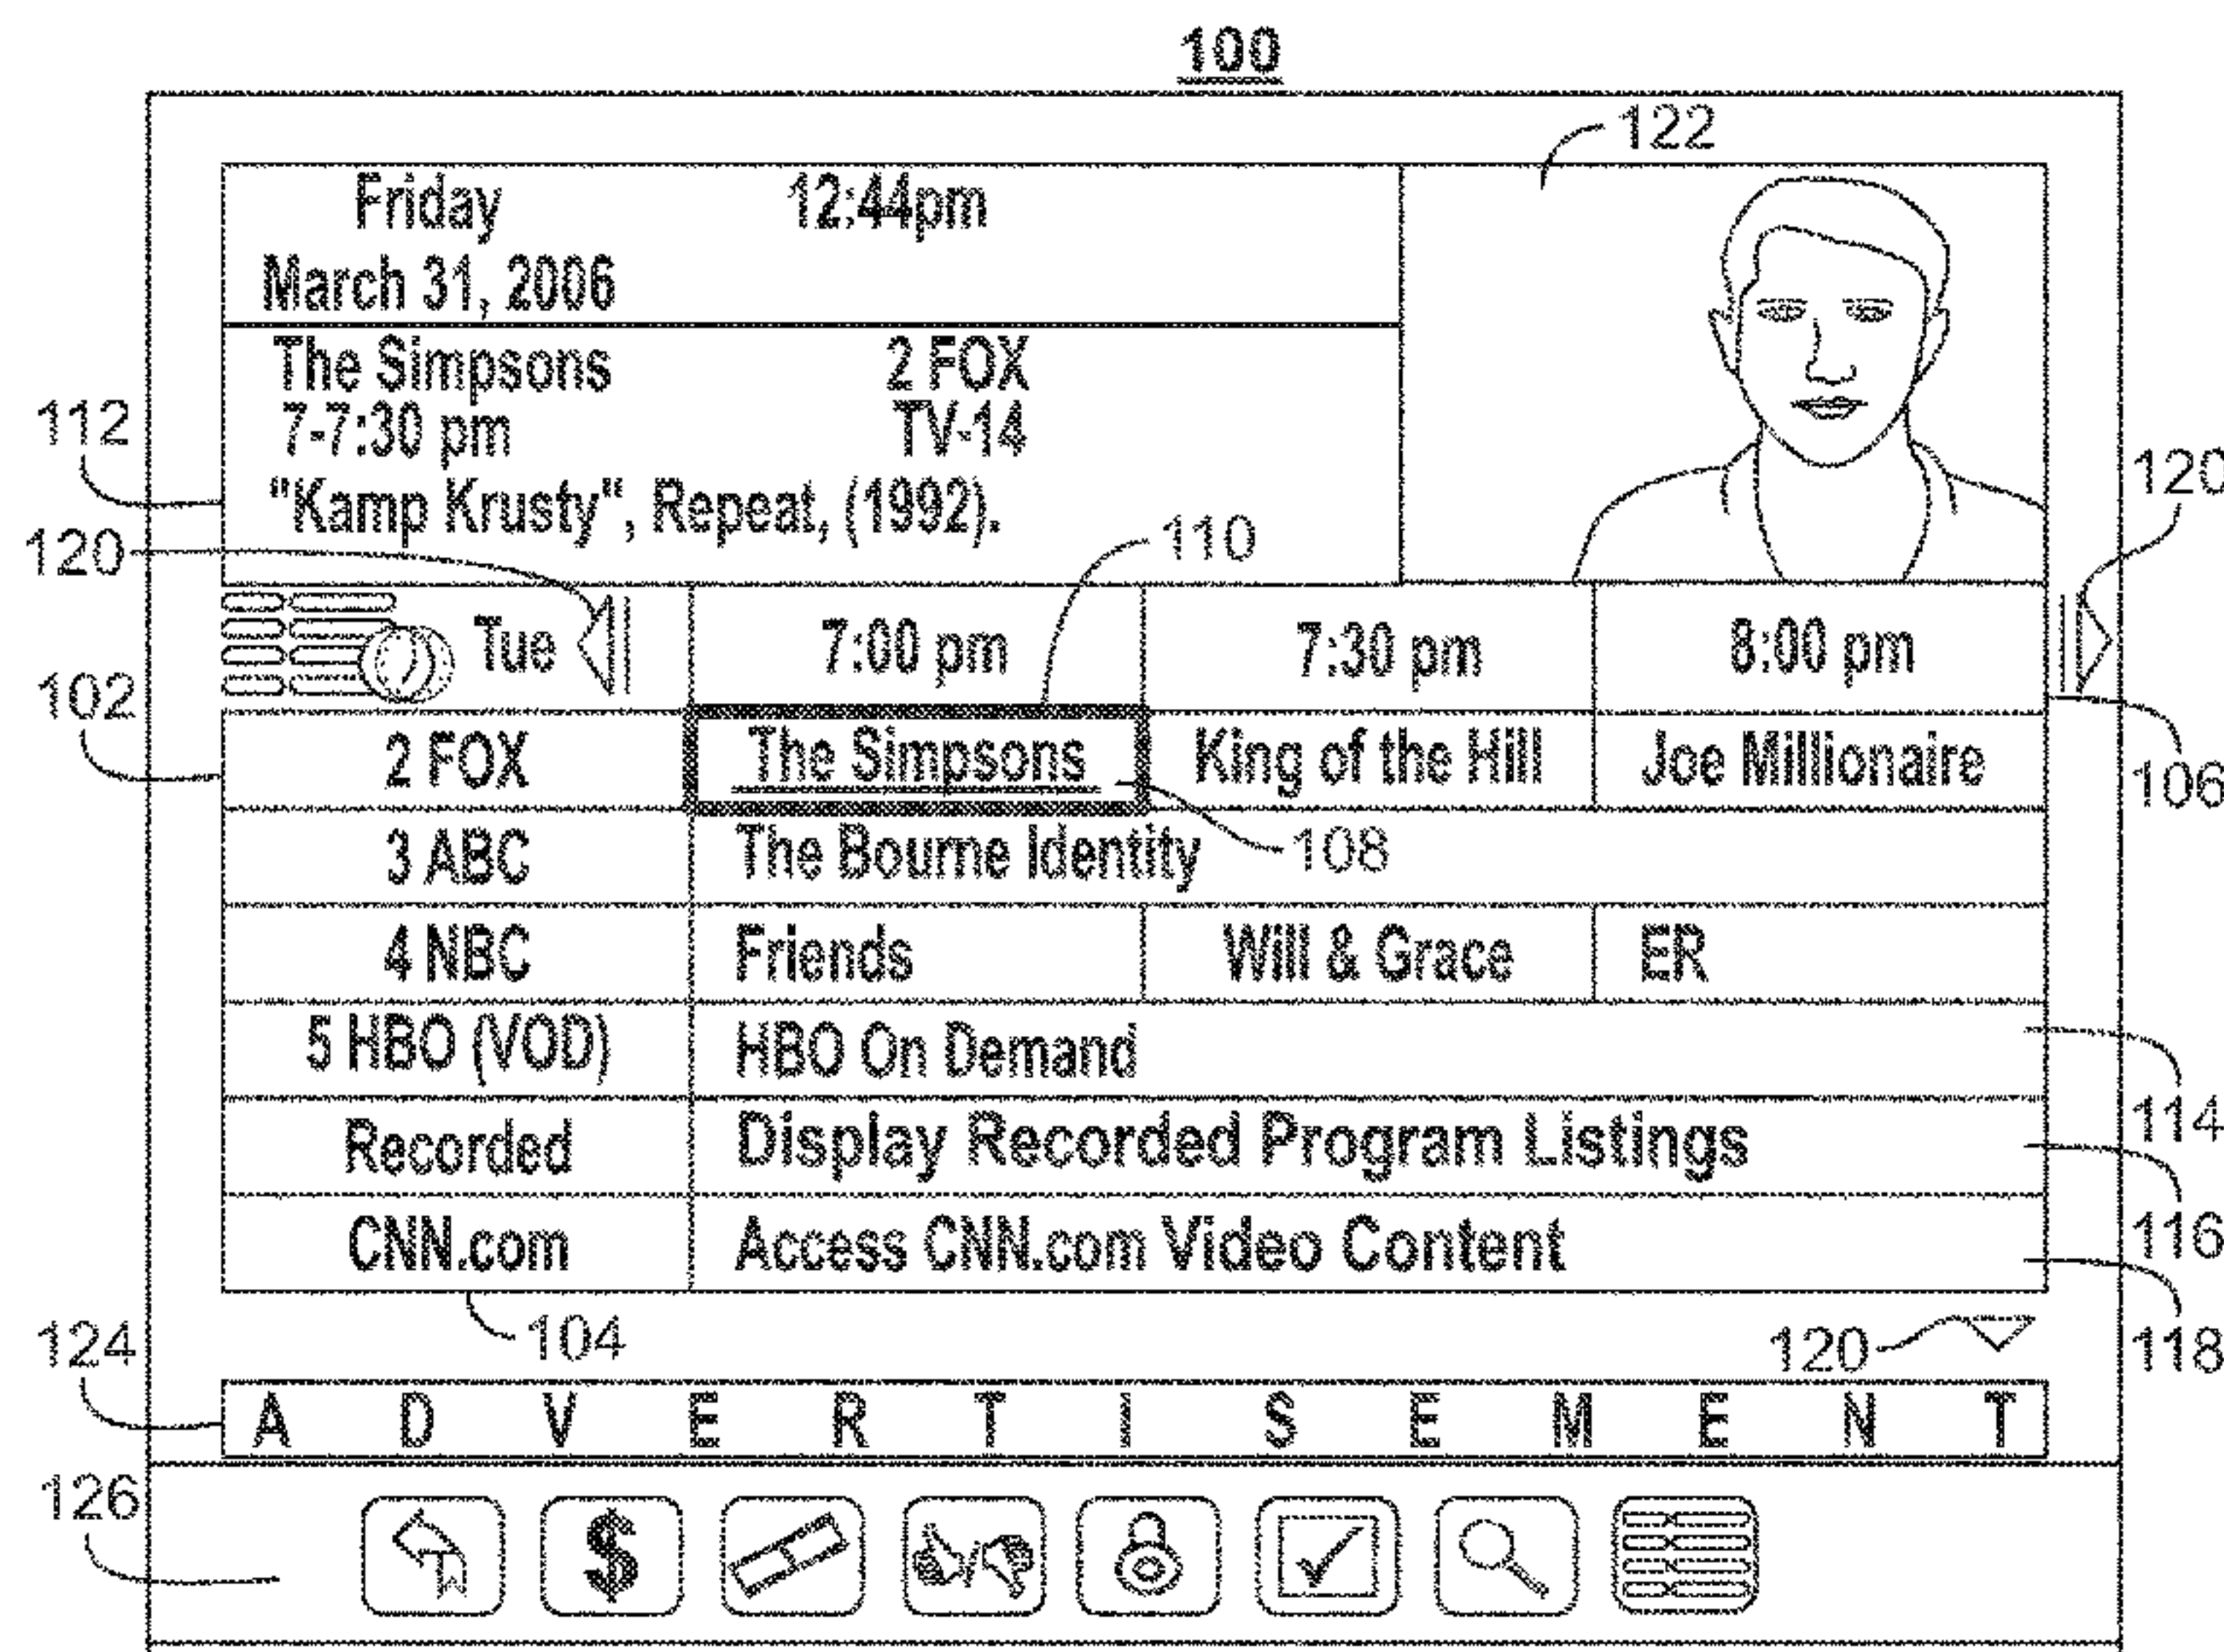 100
122
Friday 12:44pm
March 31, 2006
The Simpsons 2 FOX
112
7-7:30 pm TV-14
120
"Kamp Krusty", Repeat, (1992).
120
110
Tue 7:00 pm 7:30 pm 8:00 pm
102
2 FOX The Simpsons King of the Hill Joe Millionaire
106
3 ABC The Bourne Identity 108
4 NBC Friends Will & Grace ER
5 HBO (VOD) HBO On Demand
114
Recorded Display Recorded Program Listings
116
CNN.com Access CNN.com Video Content
124 104 120 118
A D V E R T I S E M E N T
126
$